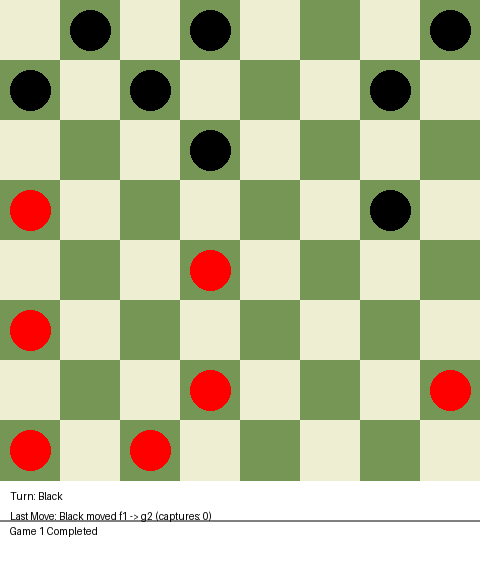 Turn: Black
Last Move: Black moved f1 -> g2 (captures: 0)
Game 1 Completed